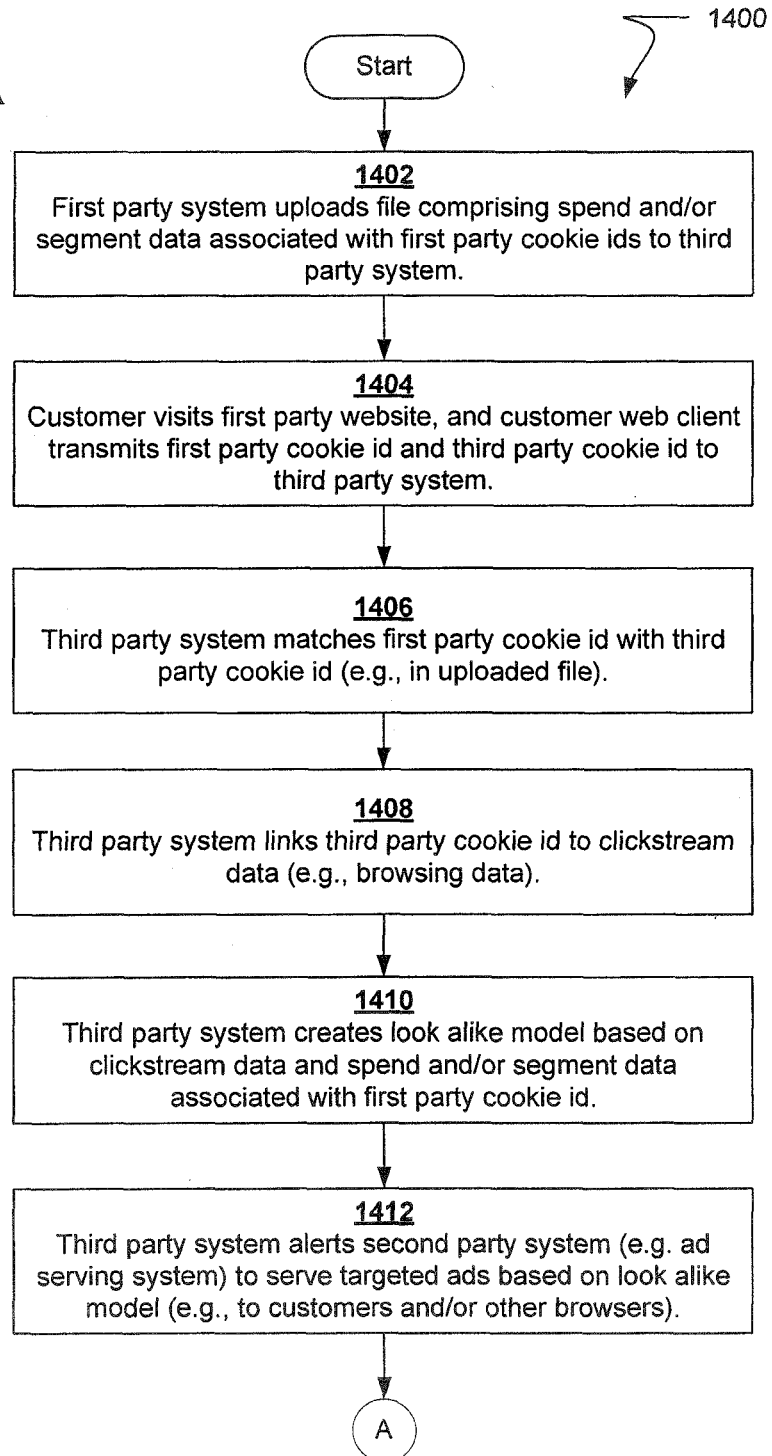 1400
Start
1402
First party system uploads file comprising spend and/or
segment data associated with first party cookie ids to third
party system.
1404
Customer visits first party website, and customer web client
transmits first party cookie id and third party cookie id to
third party system.
1406
Third party system matches first party cookie id with third
party cookie id (e.g., in uploaded file).
1408
Third party system links third party cookie id to clickstream
data (e.g., browsing data).
1410
Third party system creates look alike model based on
clickstream data and spend and/or segment data
associated with first party cookie id.
1412
Third party system alerts second party system (e.g. ad
serving system) to serve targeted ads based on look alike
model (e.g., to customers and/or other browsers).
A